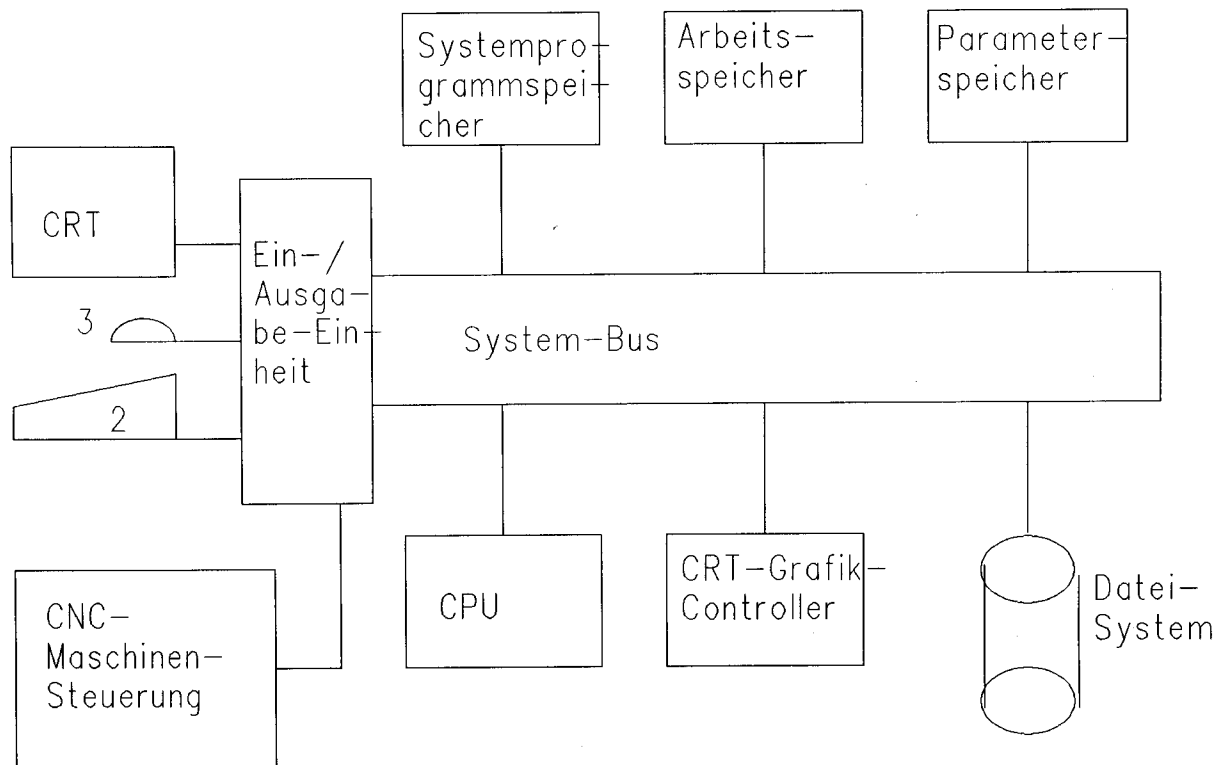 Systempro-
grammspei-
cher
Arbeits-
speicher
Parameter-
speicher
CRT
Ein-/
Ausga-
be-Ein-
heit
3
System-Bus
2
CNC-
Maschinen-
Steuerung
CPU
CRT-Grafik-
Controller
Datei-
System